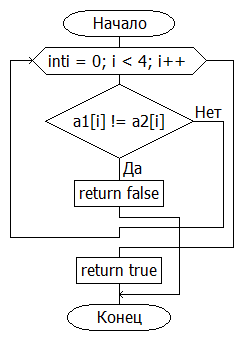 Начало
inti = 0; i < 4; i++
a1[i] != a2[i]
Нет
Да
return false
return true
Конец